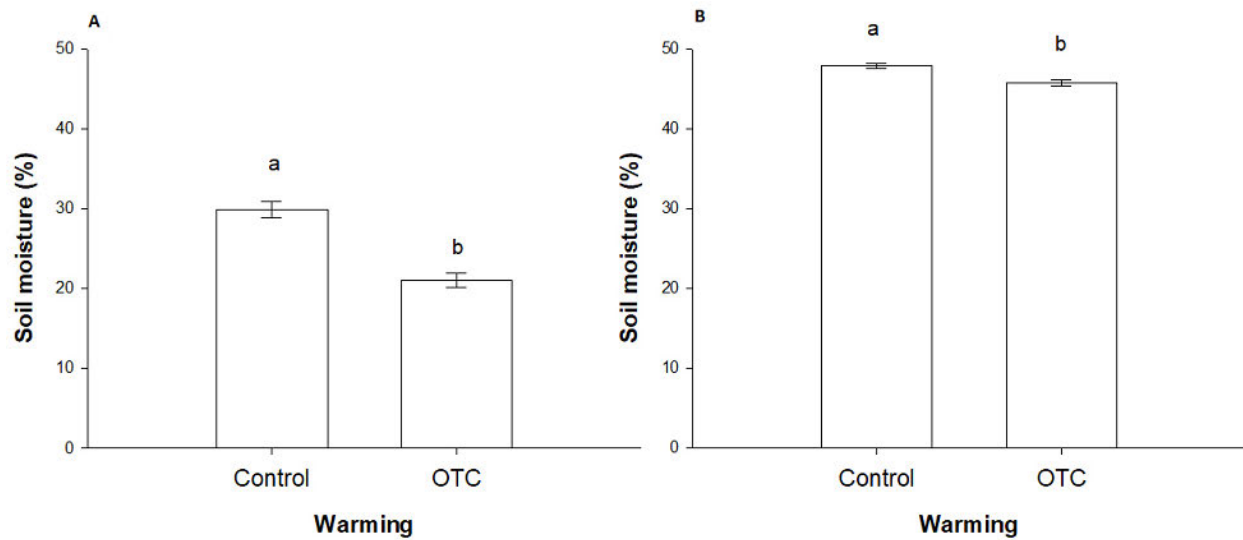 A
Soil moisture (%)
50
40
30
20
10
0
a
b
Control
OTC
Warming
B
Soil moisture (%)
50
40
30
20
10
0
a
b
Control
OTC
Warming